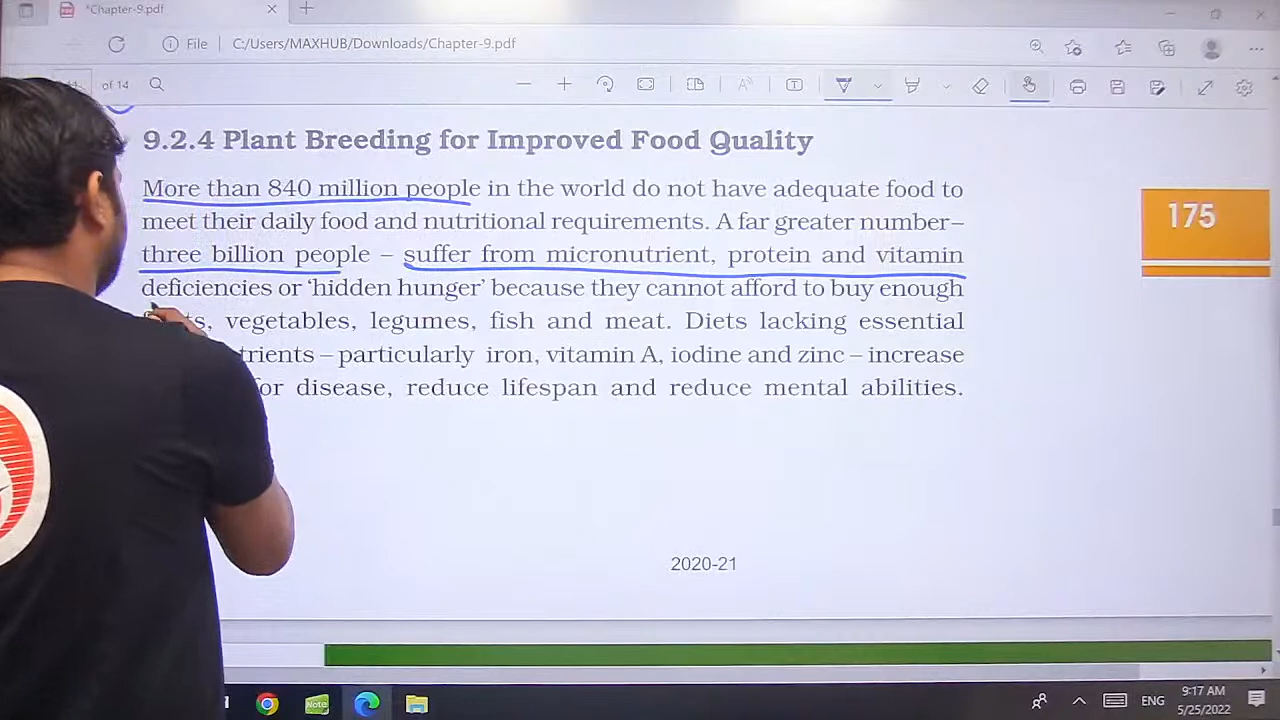 *Chapter-9.pdf
File
C:/Users/MAXHUB/Downloads/Chapter-9.pdf
of 14
9.2.4 Plant Breeding for Improved Food Quality
More than 840 million people in the world do not have adequate food to
meet their daily food and nutritional requirements. A far greater number–
three billion people – suffer from micronutrient, protein and vitamin
deficiencies or ‘hidden hunger’ because they cannot afford to buy enough
vegetables, legumes, fish and meat. Diets lacking essential
trients – particularly iron, vitamin A, iodine and zinc – increase
for disease, reduce lifespan and reduce mental abilities.
175
2020-21
Note
ENG
9:17 AM
5/25/2022